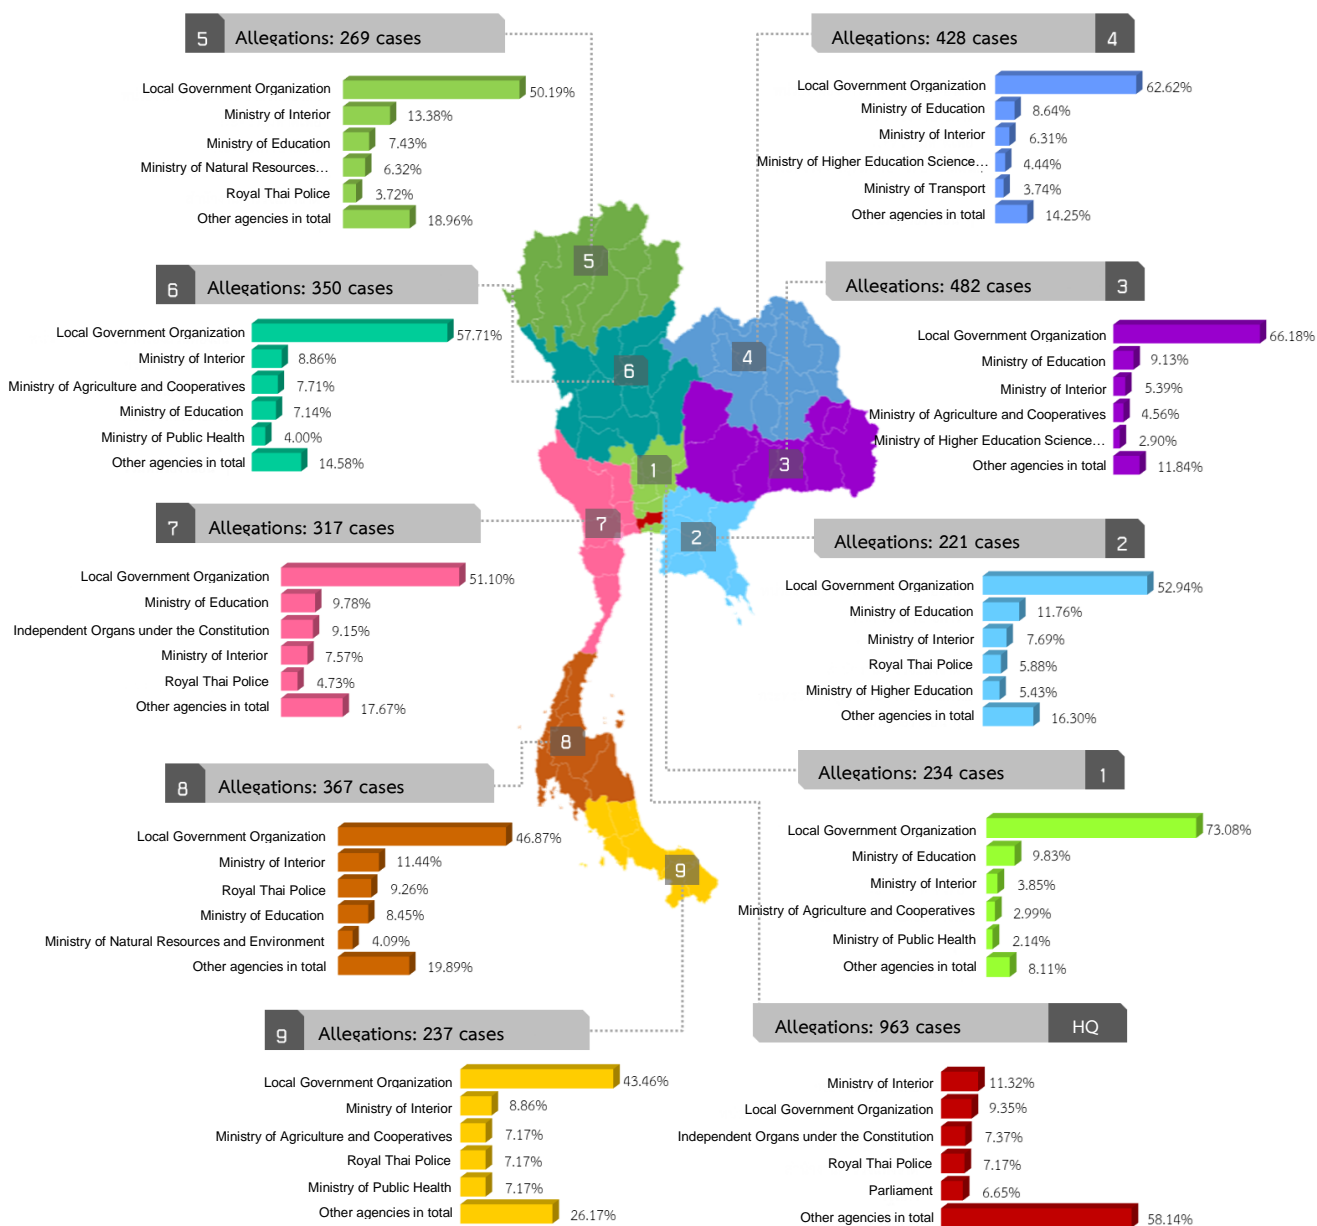 5 Allegations: 269 cases
Local Government Organization 50.19%
Ministry of Interior 13.38%
Ministry of Education 7.43%
Ministry of Natural Resources... 6.32%
Royal Thai Police 3.72%
Other agencies in total 18.96%
Allegations: 428 cases 4
Local Government Organization 62.62%
Ministry of Education 8.64%
Ministry of Interior 6.31%
Ministry of Higher Education Science... 4.44%
Ministry of Transport 3.74%
Other agencies in total 14.25%
6 Allegations: 350 cases
Local Government Organization 57.71%
Ministry of Interior 8.86%
Ministry of Agriculture and Cooperatives 7.71%
Ministry of Education 7.14%
Ministry of Public Health 4.00%
Other agencies in total 14.58%
Allegations: 482 cases 3
Local Government Organization 66.18%
Ministry of Education 9.13%
Ministry of Interior 5.39%
Ministry of Agriculture and Cooperatives 4.56%
Ministry of Higher Education Science... 2.90%
Other agencies in total 11.84%
5
4
6
1
3
7
2
8
9
7 Allegations: 317 cases
Local Government Organization 51.10%
Ministry of Education 9.78%
Independent Organs under the Constitution 9.15%
Ministry of Interior 7.57%
Royal Thai Police 4.73%
Other agencies in total 17.67%
Allegations: 221 cases 2
Local Government Organization 52.94%
Ministry of Education 11.76%
Ministry of Interior 7.69%
Royal Thai Police 5.88%
Ministry of Higher Education 5.43%
Other agencies in total 16.30%
8 Allegations: 367 cases
Local Government Organization 46.87%
Ministry of Interior 11.44%
Royal Thai Police 9.26%
Ministry of Education 8.45%
Ministry of Natural Resources and Environment 4.09%
Other agencies in total 19.89%
Allegations: 234 cases 1
Local Government Organization 73.08%
Ministry of Education 9.83%
Ministry of Interior 3.85%
Ministry of Agriculture and Cooperatives 2.99%
Ministry of Public Health 2.14%
Other agencies in total 8.11%
9 Allegations: 237 cases
Local Government Organization 43.46%
Ministry of Interior 8.86%
Ministry of Agriculture and Cooperatives 7.17%
Royal Thai Police 7.17%
Ministry of Public Health 7.17%
Other agencies in total 26.17%
Allegations: 963 cases HQ
Ministry of Interior 11.32%
Local Government Organization 9.35%
Independent Organs under the Constitution 7.37%
Royal Thai Police 7.17%
Parliament 6.65%
Other agencies in total 58.14%